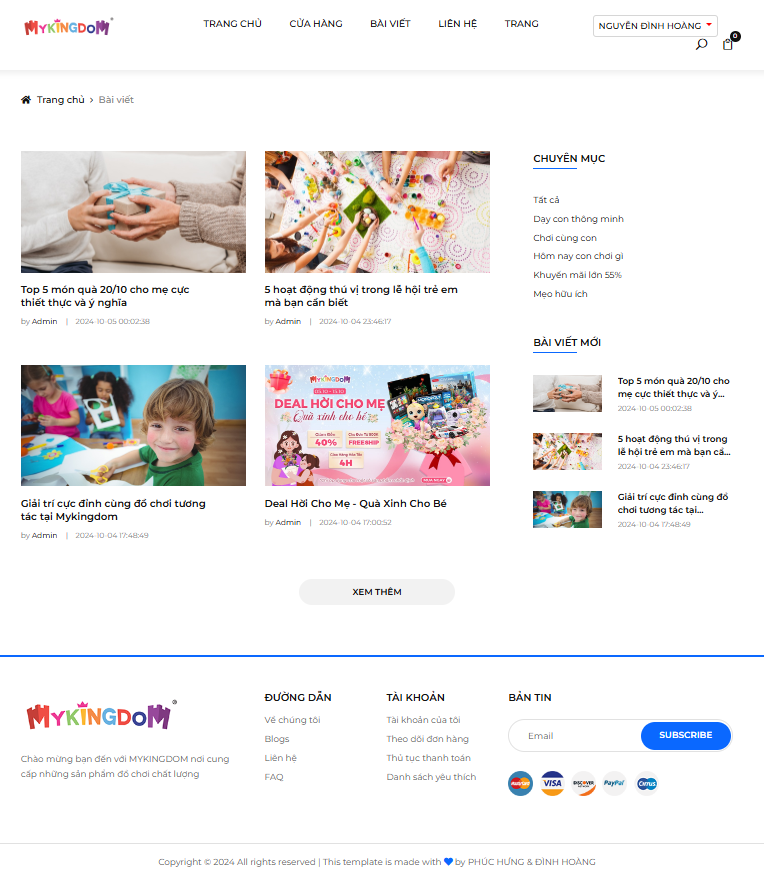 MYKINGDOM
TRANG CHỦ
CỬA HÀNG
BÀI VIẾT
LIÊN HỆ
TRANG
NGUYỄN ĐÌNH HOÀNG
0
Trang chủ
Bài viết
Top 5 món quà 20/10 cho mẹ cực
thiết thực và ý nghĩa
by Admin | 2024-10-05 00:02:38
5 hoạt động thú vị trong lễ hội trẻ em
mà bạn cần biết
by Admin | 2024-10-04 23:46:17
Giải trí cực đỉnh cùng đồ chơi tương
tác tại Mykingdom
by Admin | 2024-10-04 17:48:49
MYKINGDOM
DEAL HỜI CHO MẸ
Quà xinh cho bé
40%
FREESHIP
4H
MUA NGAY
Deal Hời Cho Mẹ - Quà Xinh Cho Bé
by Admin | 2024-10-04 17:00:52
XEM THÊM
CHUYÊN MỤC
Tất cả
Dạy con thông minh
Chơi cùng con
Hôm nay con chơi gì
Khuyến mãi lớn 55%
Mẹo hữu ích
BÀI VIẾT MỚI
Top 5 món quà 20/10 cho
mẹ cực thiết thực và ý...
2024-10-05 00:02:38
5 hoạt động thú vị trong
lễ hội trẻ em mà bạn cầ...
2024-10-04 23:46:17
Giải trí cực đỉnh cùng đồ
chơi tương tác tại...
2024-10-04 17:48:49
MYKINGDOM
Chào mừng bạn đến với MYKINGDOM nơi cung
cấp những sản phẩm đồ chơi chất lượng
ĐƯỜNG DẪN
Về chúng tôi
Blogs
Liên hệ
FAQ
TÀI KHOẢN
Tài khoản của tôi
Theo dõi đơn hàng
Thủ tục thanh toán
Danh sách yêu thích
BẢN TIN
Email
SUBSCRIBE
MasterCard
VISA
DISCOVER
PayPal
Cirrus
Copyright © 2024 All rights reserved | This template is made with
by PHÚC HƯNG & ĐÌNH HOÀNG